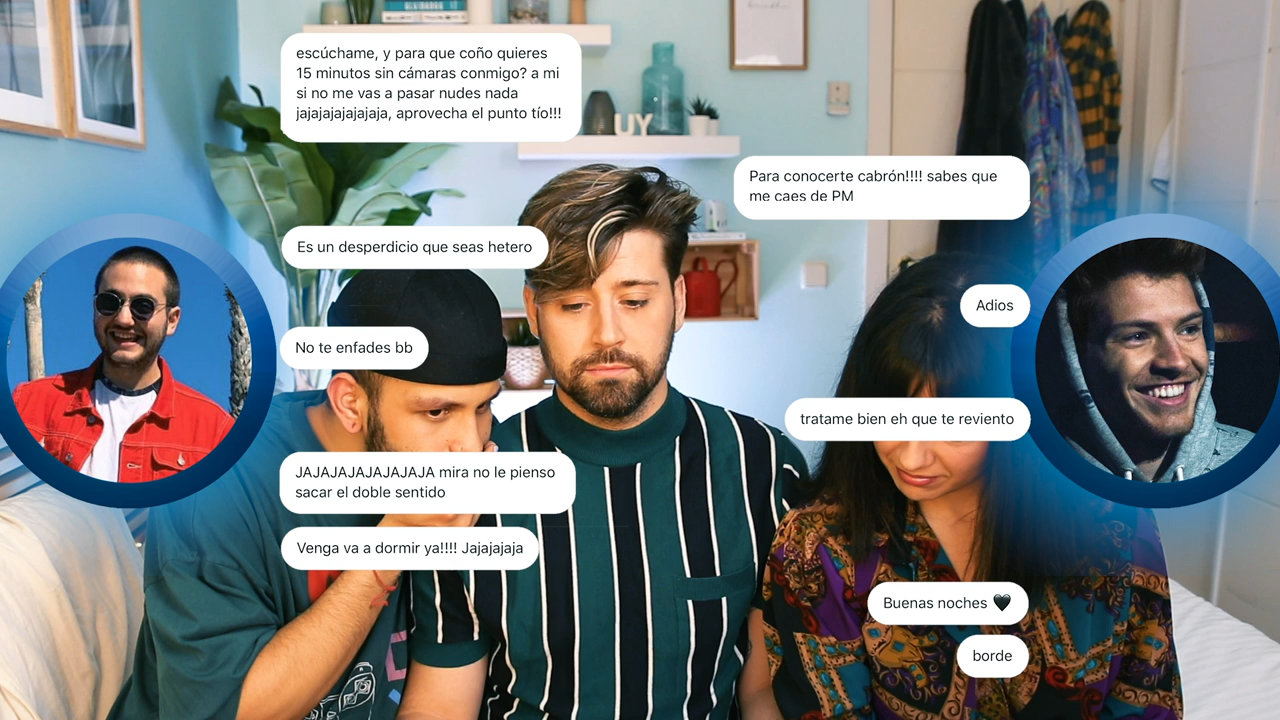 escúchame, y para que coño quieres
15 minutos sin cámaras conmigo? a mi
si no me vas a pasar nudes nada
jajajajajajajaja, aprovecha el punto tío!!!
UY
Para conocerte cabrón!!!! sabes que
me caes de PM
Es un desperdicio que seas hetero
Adios
No te enfades bb
tratame bien eh que te reviento
JAJAJAJAJAJAJAJA mira no le pienso
sacar el doble sentido
Venga va a dormir ya!!!! Jajajajaja
Buenas noches 🖤
borde